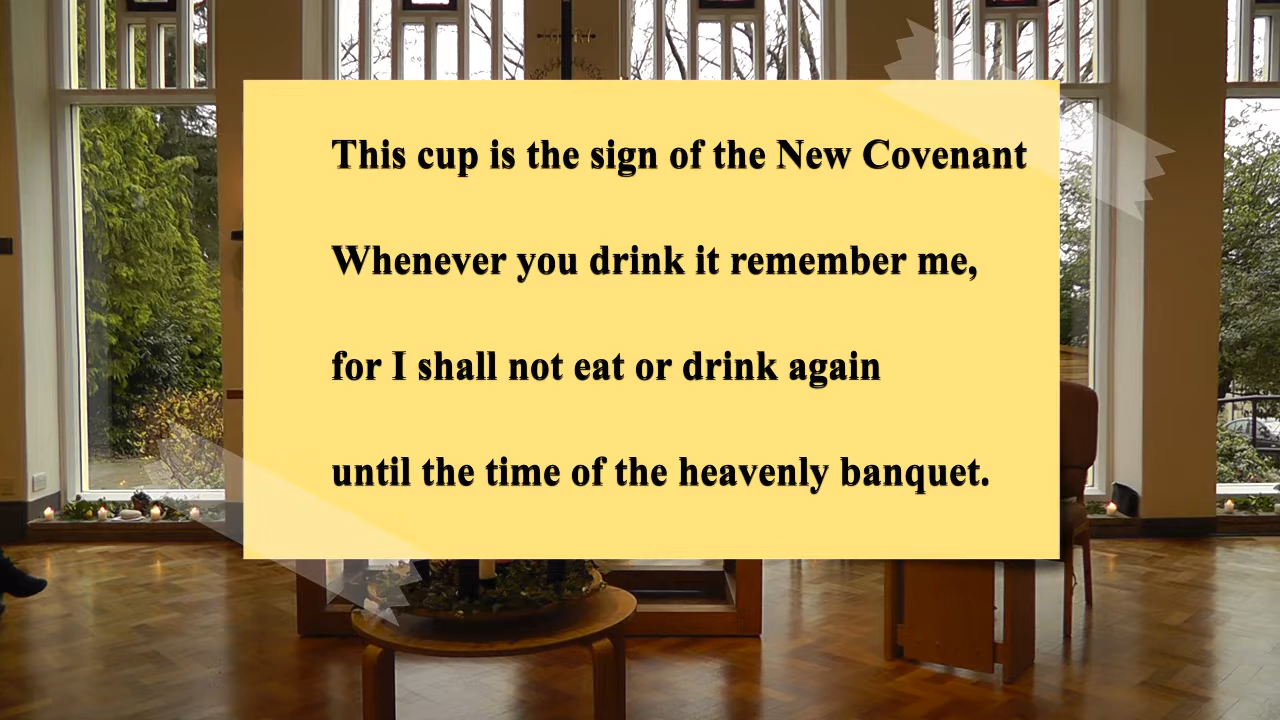 This cup is the sign of the New Covenant
Whenever you drink it remember me,
for I shall not eat or drink again
until the time of the heavenly banquet.